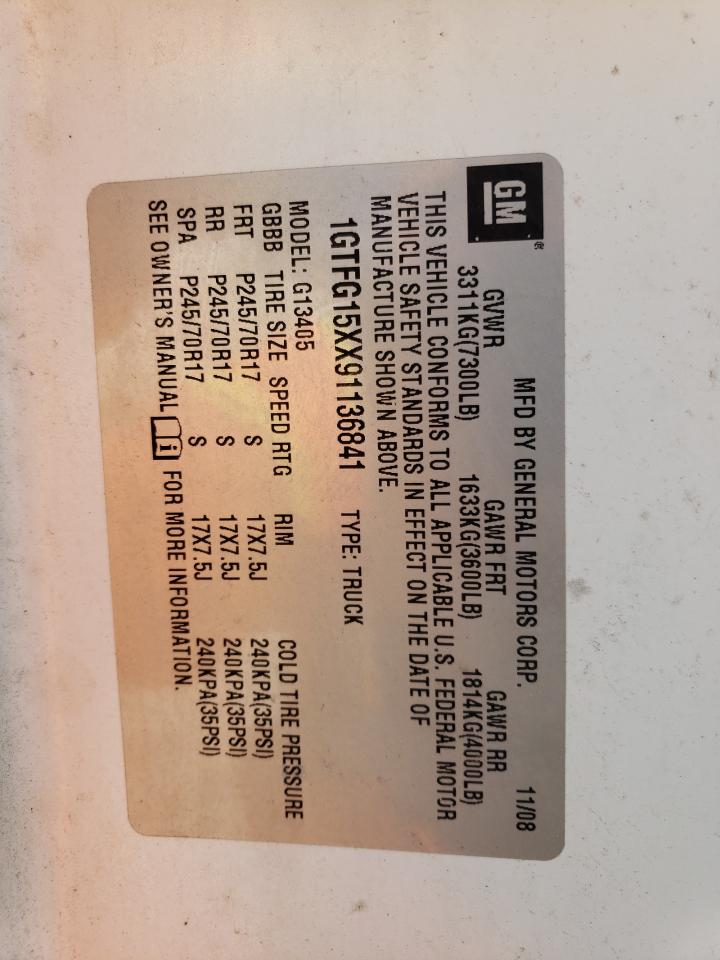 GM ®
MFD BY GENERAL MOTORS CORP. 11/08
GVWR GAWR FRT GAWR RR
3311KG(7300LB) 1633KG(3600LB) 1814KG(4000LB)
THIS VEHICLE CONFORMS TO ALL APPLICABLE U.S. FEDERAL MOTOR
VEHICLE SAFETY STANDARDS IN EFFECT ON THE DATE OF
MANUFACTURE SHOWN ABOVE.
1GTFG15XX91136841 TYPE: TRUCK
MODEL: G13405
GBBB TIRE SIZE SPEED RTG RIM COLD TIRE PRESSURE
FRT P245/70R17 S 17X7.5J 240KPA(35PSI)
RR P245/70R17 S 17X7.5J 240KPA(35PSI)
SPA P245/70R17 S 17X7.5J 240KPA(35PSI)
SEE OWNER'S MANUAL i FOR MORE INFORMATION.